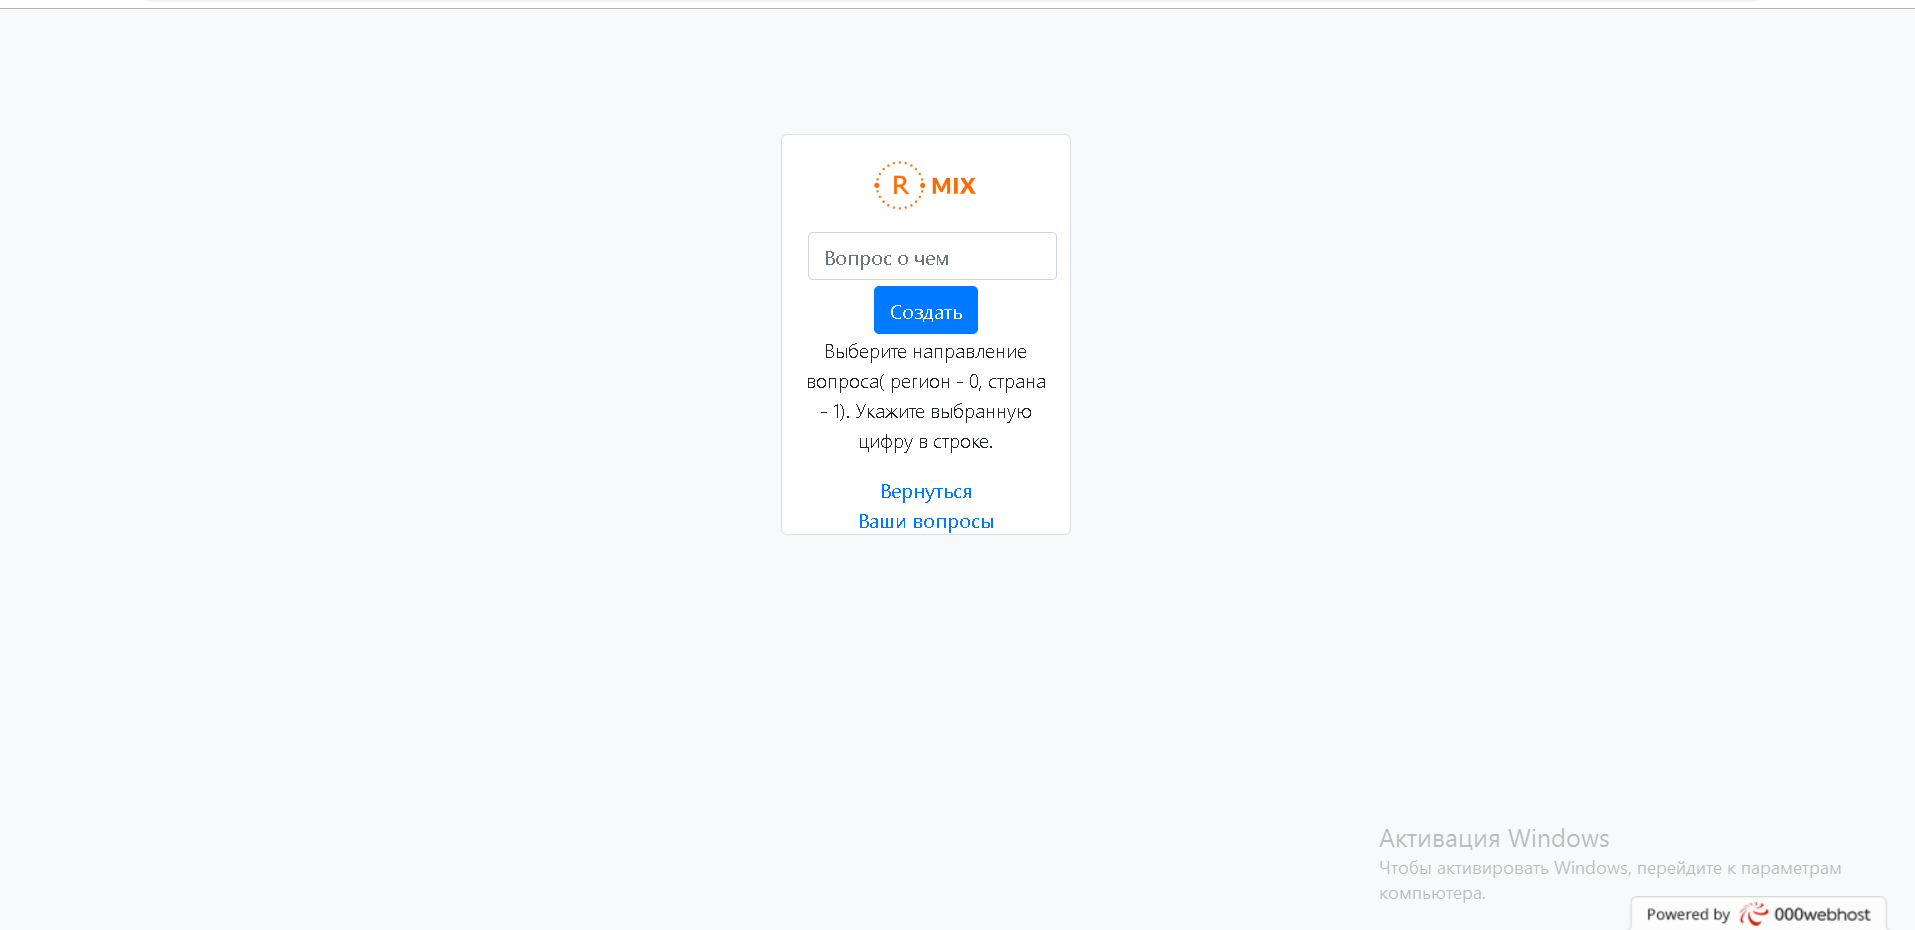 R MIX
Вопрос о чем
Создать
Выберите направление
вопроса( регион - 0, страна
- 1). Укажите выбранную
цифру в строке.
Вернуться
Ваши вопросы
Активация Windows
Чтобы активировать Windows, перейдите к параметрам
компьютера.
Powered by 000webhost